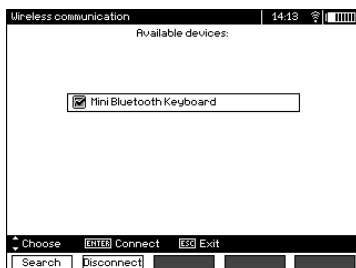 Wireless communication 14:13
Available devices:
Mini Bluetooth Keyboard
Choose ENTER Connect ESC Exit
Search Disconnect